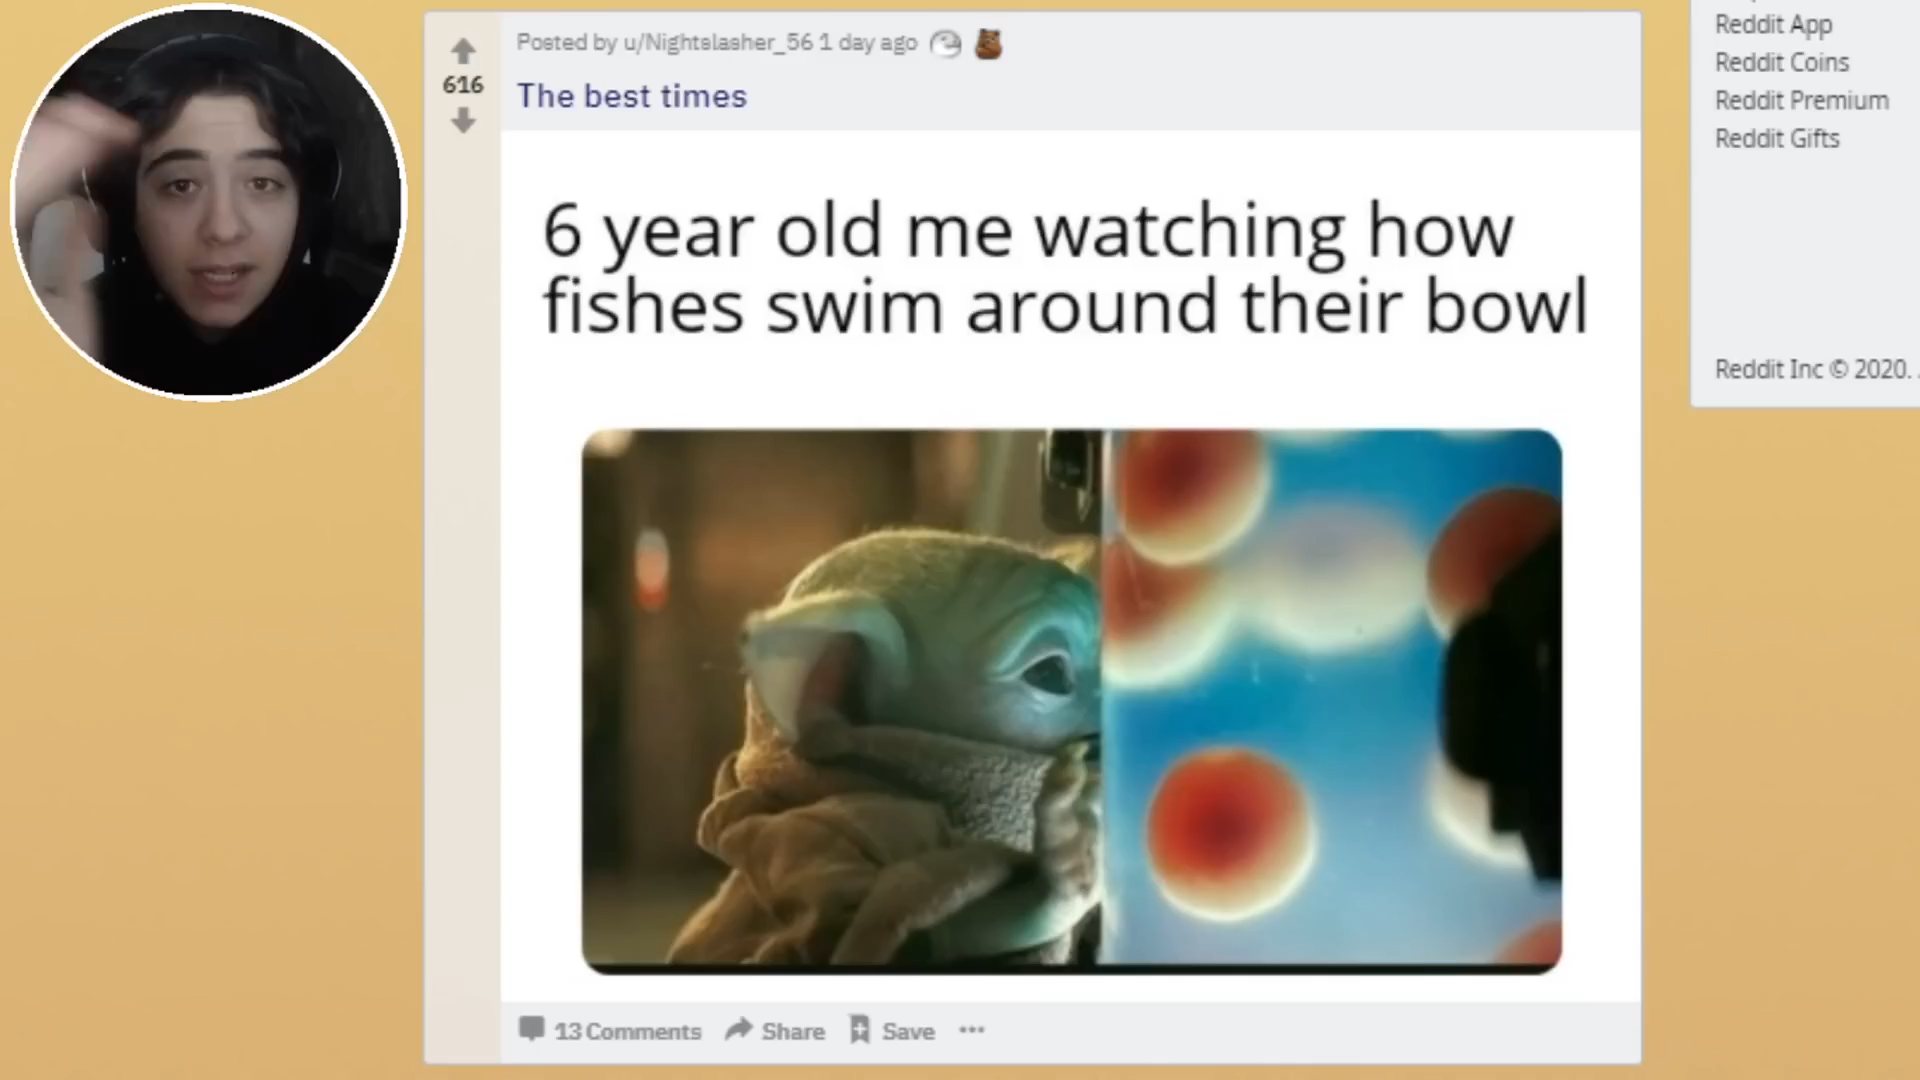 Posted by u/Nightslasher_56 1 day ago
616
The best times
6 year old me watching how
fishes swim around their bowl
13 Comments Share Save ...
Reddit App
Reddit Coins
Reddit Premium
Reddit Gifts
Reddit Inc © 2020.